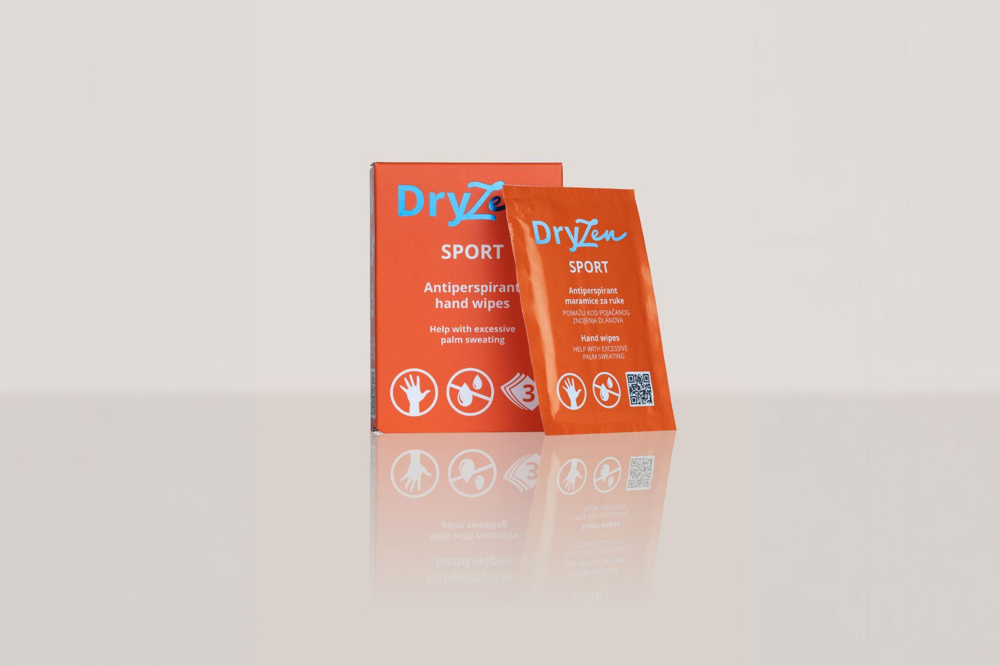 DryZe
SPORT
Antiperspirant
hand wipes
Help with excessive
palm sweating
3
DryZen
SPORT
Antiperspirant
maramice za ruke
POMAŽU KOD POJAČANOG
ZNOJENJA DLANOVA
Hand wipes
HELP WITH EXCESSIVE
PALM SWEATING